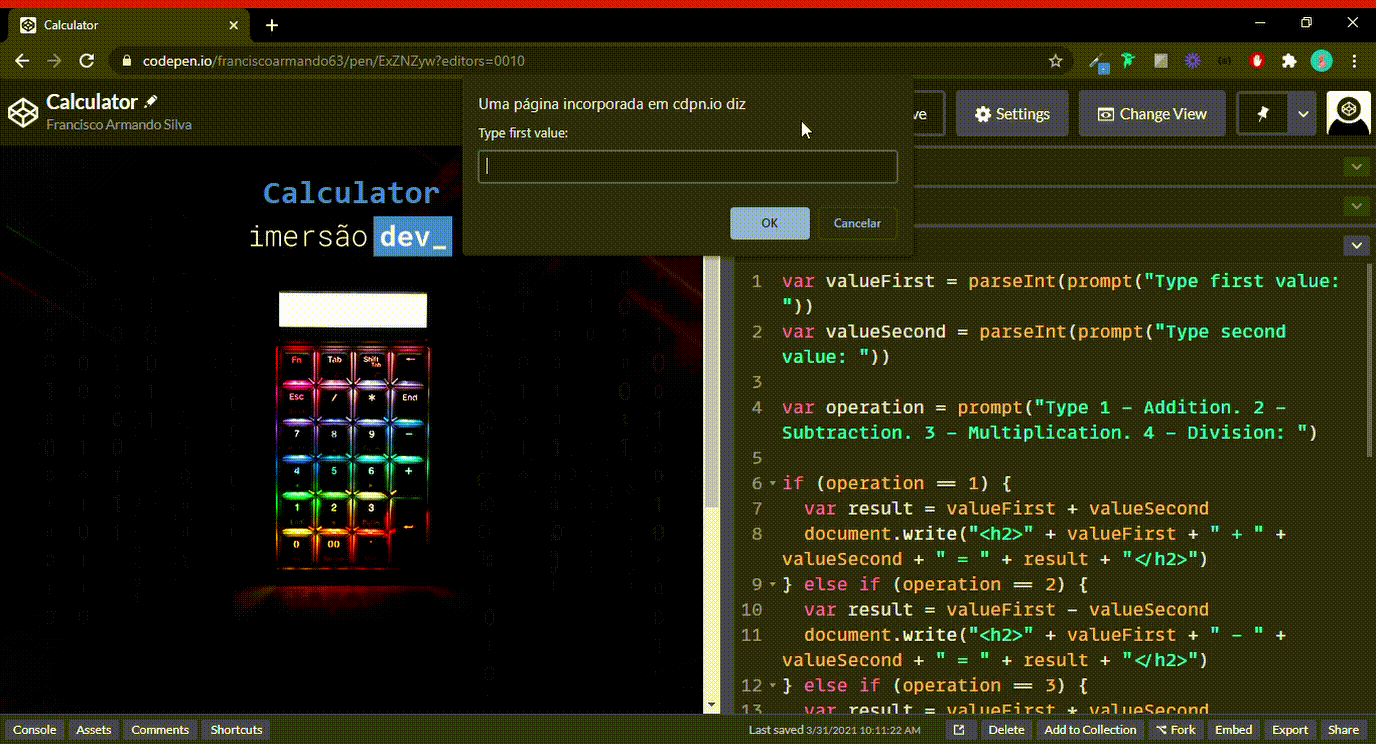 Calculator
codepen.io/franciscoarmando63/pen/ExZNZyw?editors=0010
Calculator
Francisco Armando Silva
Settings
Change View
Uma página incorporada em cdpn.io diz
Type first value:
OK
Cancelar
Calculator
imersão dev_
Fn Tab Shift Tab
Esc / * End
7 8 9 -
4 5 6 +
1 2 3
0 00 .
1 var valueFirst = parseInt(prompt("Type first value:
"))
2 var valueSecond = parseInt(prompt("Type second
value: "))
3
4 var operation = prompt("Type 1 - Addition. 2 -
Subtraction. 3 - Multiplication. 4 - Division: ")
5
6 if (operation == 1) {
7 var result = valueFirst + valueSecond
8 document.write("<h2>" + valueFirst + " + " +
valueSecond + " = " + result + "</h2>")
9 } else if (operation == 2) {
10 var result = valueFirst - valueSecond
11 document.write("<h2>" + valueFirst + " - " +
valueSecond + " = " + result + "</h2>")
12 } else if (operation == 3) {
13 var result = valueFirst * valueSecond
Console Assets Comments Shortcuts
Last saved 3/31/2021 10:11:22 AM
Delete Add to Collection Fork Embed Export Share